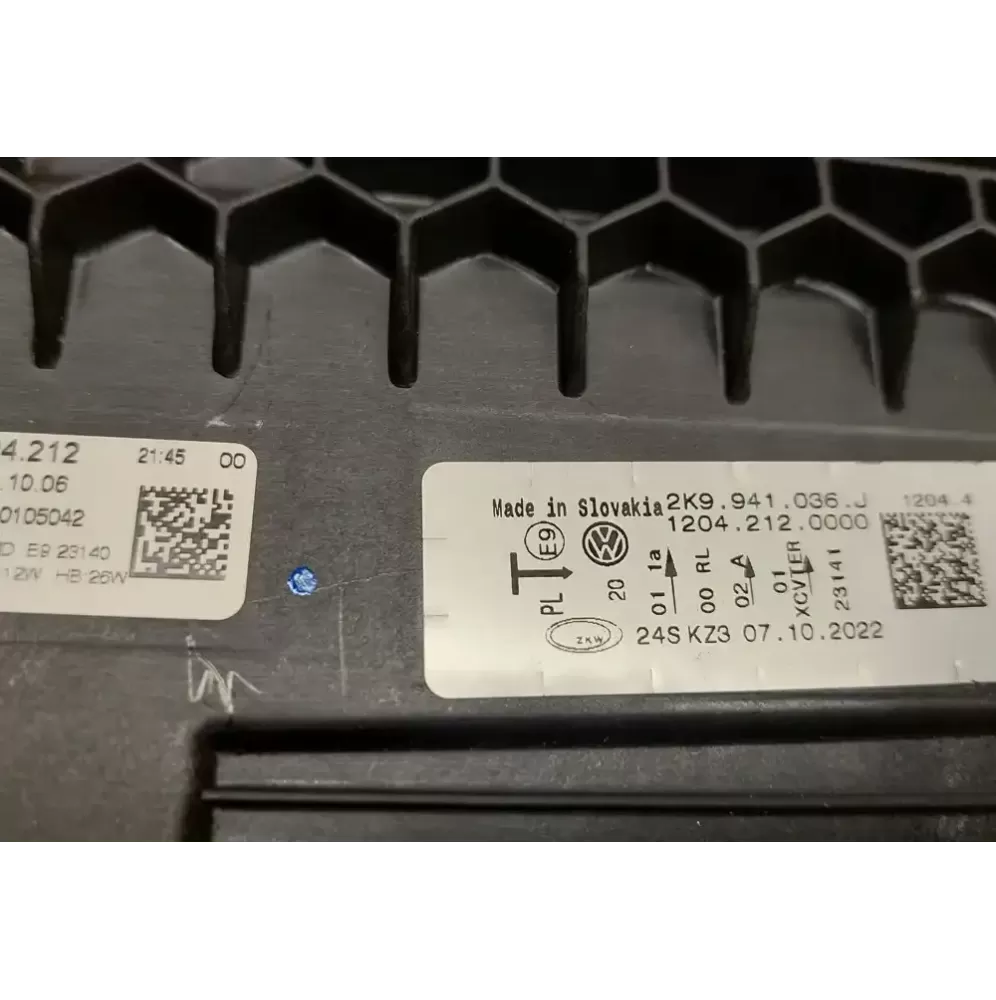 04.212 21:45 00
.10.06
0105042
E9 23140
12W HB:26W
Made in Slovakia 2K9.941.036.J 1204.4
1204.212.0000
E9
T
PL
20
01 1a
00 RL
02 A
01
XCVTER
23141
ZKW 24S KZ3 07.10.2022